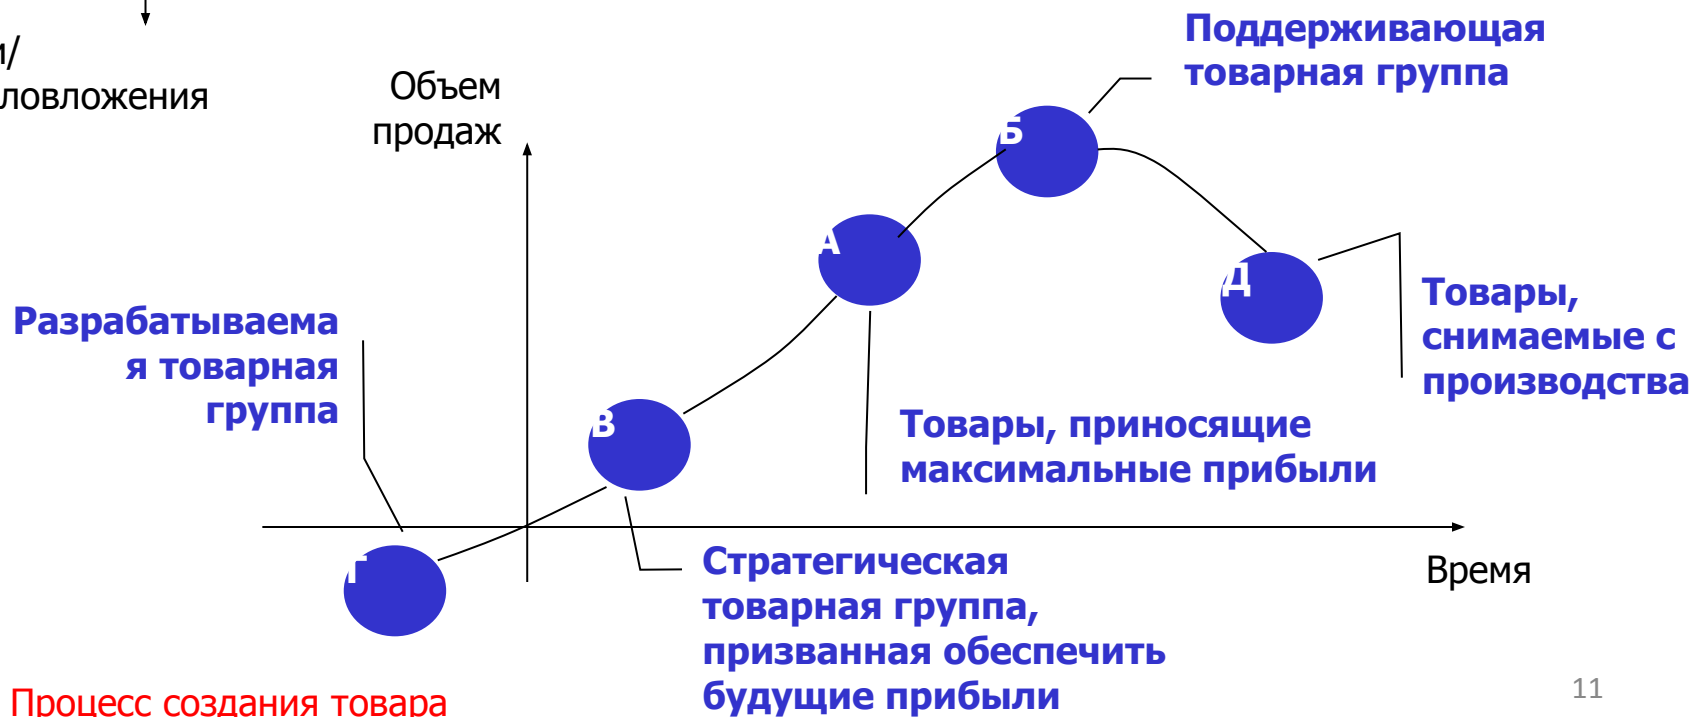 и/
ловложения
Объем
продаж
Поддерживающая
товарная группа
Б
А
Д
Товары,
снимаемые с
производства
Разрабатываема
я товарная
группа
В
Товары, приносящие
максимальные прибыли
Г
Стратегическая
товарная группа,
призванная обеспечить
будущие прибыли
Время
Процесс создания товара
11